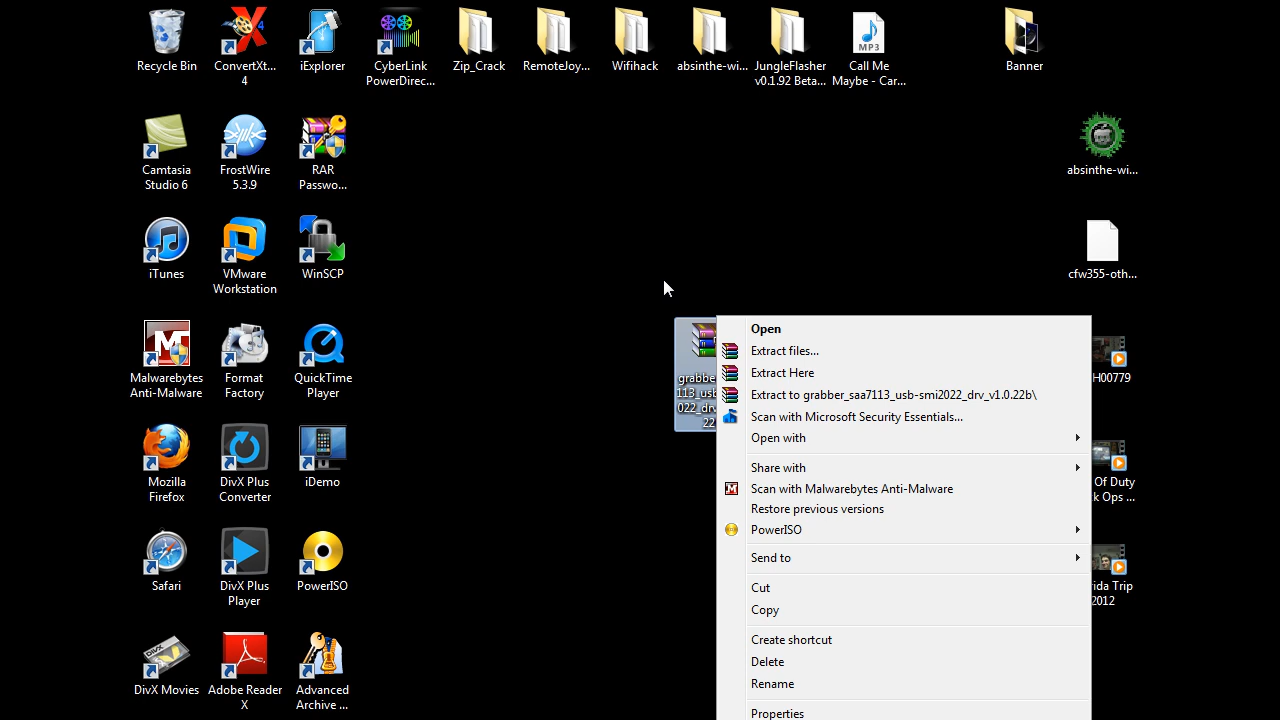 Recycle Bin
ConvertXt...
4
iExplorer
CyberLink
PowerDirec...
Zip_Crack
RemoteJoy...
Wifihack
absinthe-wi...
JungleFlasher
v0.1.92 Beta...
MP3
Call Me
Maybe - Car...
Banner
Camtasia
Studio 6
FrostWire
5.3.9
RAR
Passwo...
absinthe-wi...
iTunes
VMware
Workstation
WinSCP
cfw355-oth...
Malwarebytes
Anti-Malware
Format
Factory
QuickTime
Player
grabbe
113_usb
022_drv
22
H00779
Mozilla
Firefox
DivX Plus
Converter
iDemo
Of Duty
k Ops ...
Safari
DivX Plus
Player
PowerISO
ida Trip
2012
DivX Movies
Adobe Reader
X
Advanced
Archive ...
Open
Extract files...
Extract Here
Extract to grabber_saa7113_usb-smi2022_drv_v1.0.22b\
Scan with Microsoft Security Essentials...
Open with
Share with
Scan with Malwarebytes Anti-Malware
Restore previous versions
PowerISO
Send to
Cut
Copy
Create shortcut
Delete
Rename
Properties